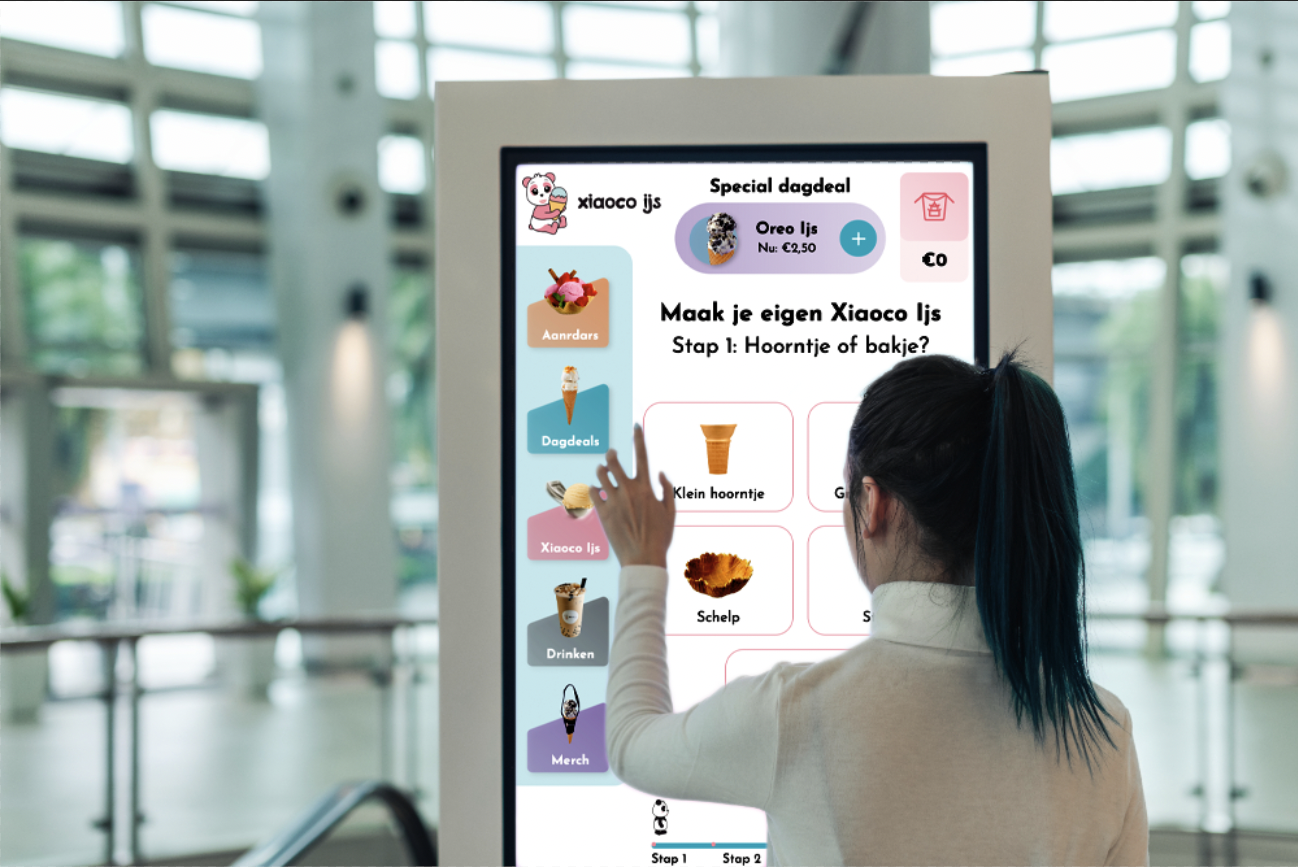 xiaoco ijs
Special dagdeal
Oreo Ijs
Nu: €2,50
+
€0
Aanrdars
Dagdeals
Xiaoco Ijs
Drinken
Merch
Maak je eigen Xiaoco Ijs
Stap 1: Hoorntje of bakje?
Klein hoorntje
Schelp
Stap 1
Stap 2